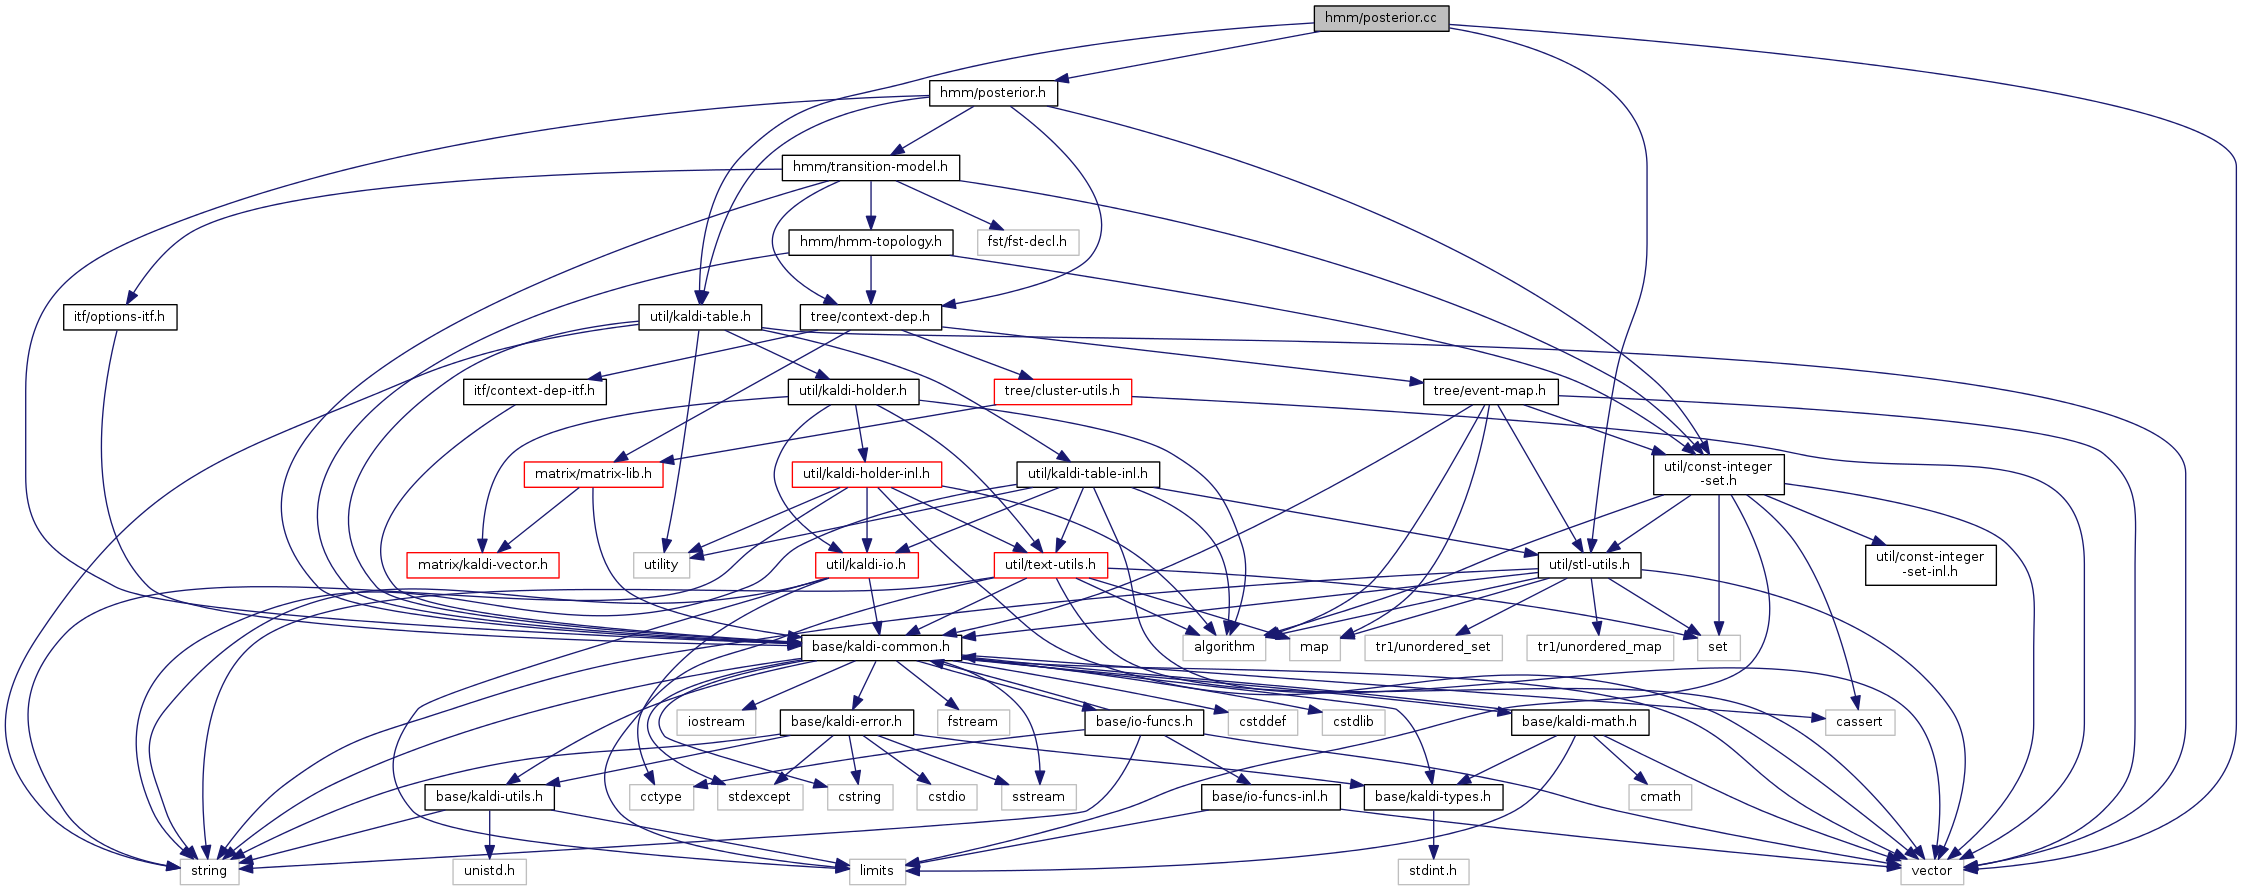 hmm/posterior.cc
hmm/posterior.h
hmm/transition-model.h
hmm/hmm-topology.h
fst/fst-decl.h
itf/options-itf.h
util/kaldi-table.h
tree/context-dep.h
itf/context-dep-itf.h
util/kaldi-holder.h
tree/cluster-utils.h
tree/event-map.h
matrix/matrix-lib.h
util/kaldi-holder-inl.h
util/kaldi-table-inl.h
util/const-integer
-set.h
matrix/kaldi-vector.h
utility
util/kaldi-io.h
util/text-utils.h
util/stl-utils.h
util/const-integer
-set-inl.h
base/kaldi-common.h
algorithm
map
tr1/unordered_set
tr1/unordered_map
set
iostream
base/kaldi-error.h
fstream
base/io-funcs.h
cstddef
cstdlib
base/kaldi-math.h
cassert
base/kaldi-utils.h
cctype
stdexcept
cstring
cstdio
sstream
base/io-funcs-inl.h
base/kaldi-types.h
cmath
string
unistd.h
limits
stdint.h
vector